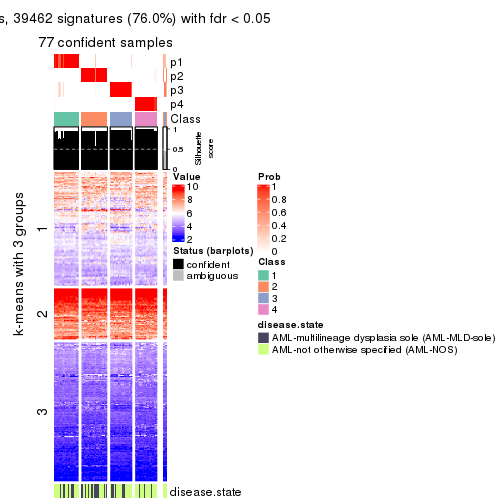 s, 39462 signatures (76.0%) with fdr < 0.05
77 confident samples
p1
p2
p3
p4
Class
1
0.5
0
Silhouette
score
k-means with 3 groups
1
2
3
disease.state
Value
10
8
6
4
2
Status (barplots)
confident
ambiguous
Prob
1
0.8
0.6
0.4
0.2
0
Class
1
2
3
4
disease.state
AML-multilineage dysplasia sole (AML-MLD-sole)
AML-not otherwise specified (AML-NOS)